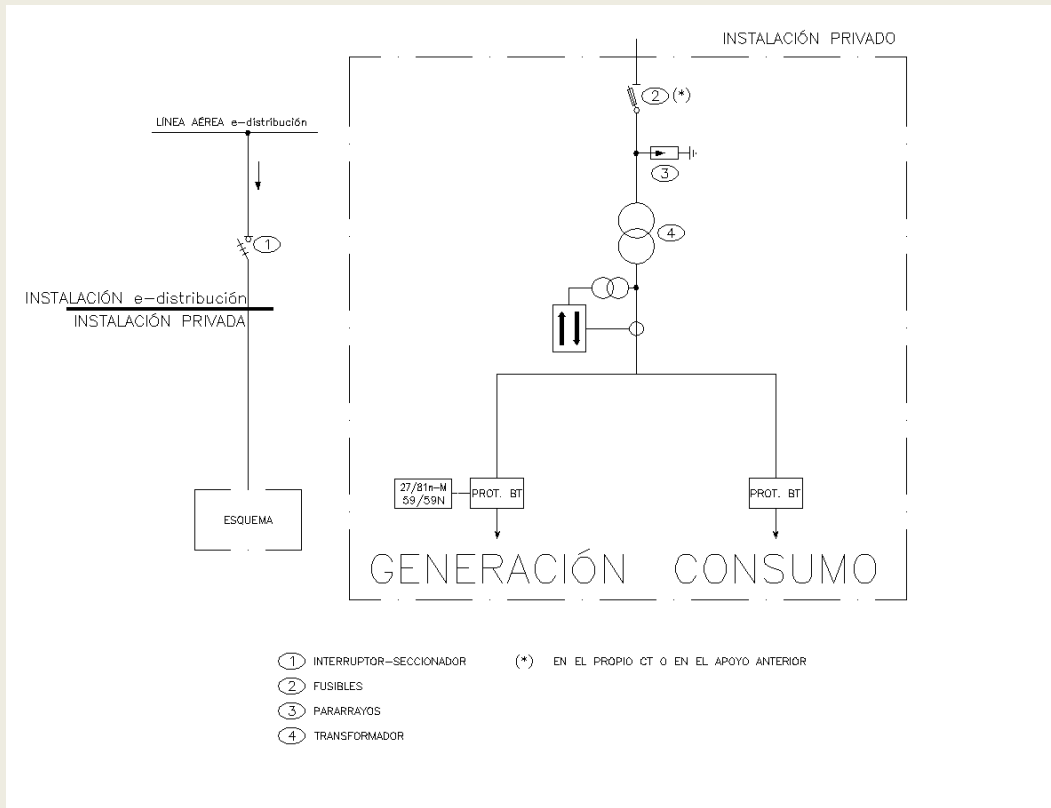 INSTALACIÓN PRIVADO
2 (*)
LÍNEA AÉREA e-distribución
3
4
1
INSTALACIÓN e-distribución
INSTALACIÓN PRIVADA
27/81m-M
59/59N
PROT. BT
PROT. BT
ESQUEMA
GENERACIÓN CONSUMO
1 INTERRUPTOR-SECCIONADOR (*) EN EL PROPIO CT O EN EL APOYO ANTERIOR
2 FUSIBLES
3 PARARRAYOS
4 TRANSFORMADOR